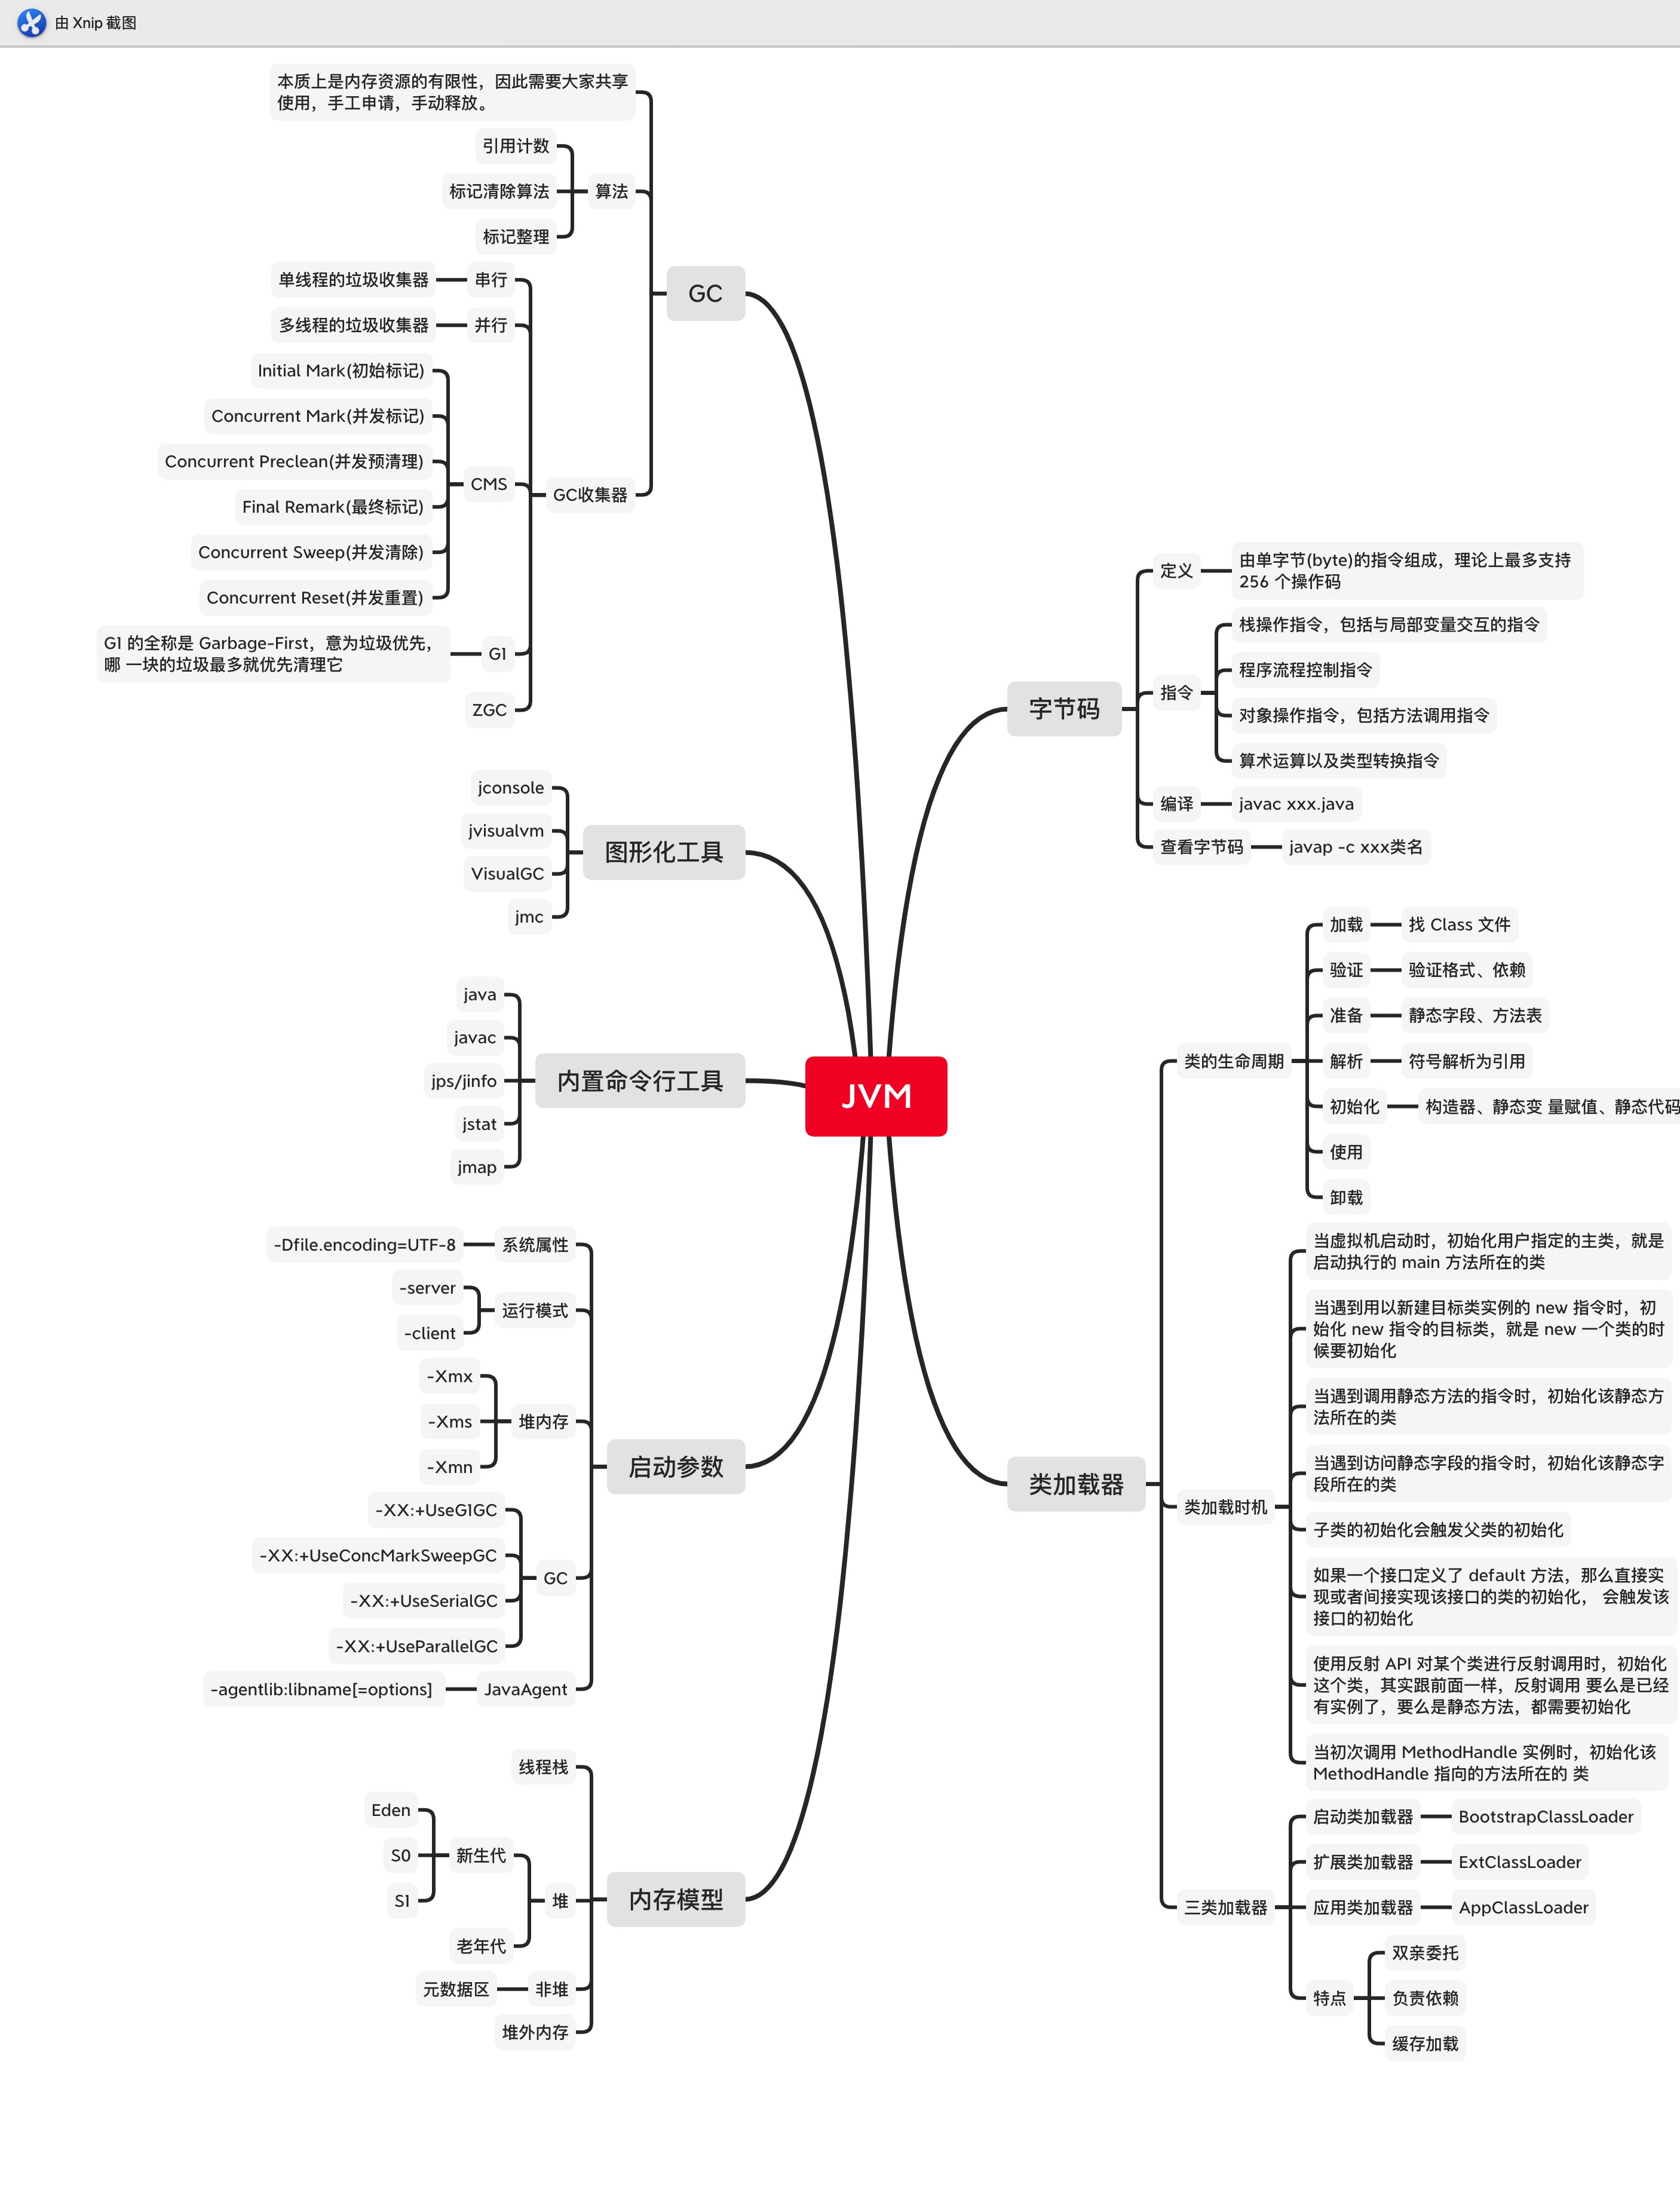 由 Xnip 截图
本质上是内存资源的有限性，因此需要大家共享
使用，手工申请，手动释放。
引用计数
标记清除算法
算法
标记整理
单线程的垃圾收集器
串行
GC
多线程的垃圾收集器
并行
Initial Mark(初始标记)
Concurrent Mark(并发标记)
Concurrent Preclean(并发预清理)
CMS
GC收集器
Final Remark(最终标记)
Concurrent Sweep(并发清除)
Concurrent Reset(并发重置)
G1 的全称是 Garbage-First，意为垃圾优先，
哪 一块的垃圾最多就优先清理它
G1
ZGC
jconsole
jvisualvm
图形化工具
VisualGC
jmc
java
javac
jps/jinfo
内置命令行工具
jstat
jmap
JVM
-Dfile.encoding=UTF-8
系统属性
-server
运行模式
-client
-Xmx
-Xms
堆内存
-Xmn
启动参数
-XX:+UseG1GC
-XX:+UseConcMarkSweepGC
GC
-XX:+UseSerialGC
-XX:+UseParallelGC
-agentlib:libname[=options]
JavaAgent
线程栈
Eden
S0
新生代
S1
堆
内存模型
老年代
元数据区
非堆
堆外内存
字节码
定义
由单字节(byte)的指令组成，理论上最多支持
256 个操作码
指令
栈操作指令，包括与局部变量交互的指令
程序流程控制指令
对象操作指令，包括方法调用指令
算术运算以及类型转换指令
编译
javac xxx.java
查看字节码
javap -c xxx类名
类加载器
类的生命周期
加载
找 Class 文件
验证
验证格式、依赖
准备
静态字段、方法表
解析
符号解析为引用
初始化
构造器、静态变 量赋值、静态代码
使用
卸载
类加载时机
当虚拟机启动时，初始化用户指定的主类，就是
启动执行的 main 方法所在的类
当遇到用以新建目标类实例的 new 指令时，初
始化 new 指令的目标类，就是 new 一个类的时
候要初始化
当遇到调用静态方法的指令时，初始化该静态方
法所在的类
当遇到访问静态字段的指令时，初始化该静态字
段所在的类
子类的初始化会触发父类的初始化
如果一个接口定义了 default 方法，那么直接实
现或者间接实现该接口的类的初始化， 会触发该
接口的初始化
使用反射 API 对某个类进行反射调用时，初始化
这个类，其实跟前面一样，反射调用 要么是已经
有实例了，要么是静态方法，都需要初始化
当初次调用 MethodHandle 实例时，初始化该
MethodHandle 指向的方法所在的 类
三类加载器
启动类加载器
BootstrapClassLoader
扩展类加载器
ExtClassLoader
应用类加载器
AppClassLoader
特点
双亲委托
负责依赖
缓存加载